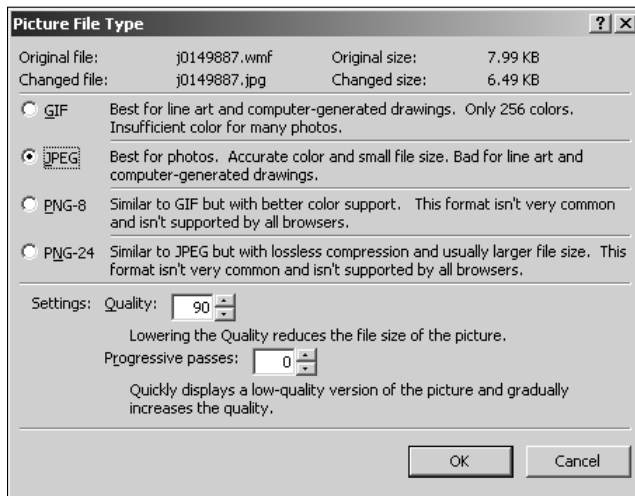 Picture File Type
Original file: j0149887.wmf Original size: 7.99 KB
Changed file: j0149887.jpg Changed size: 6.49 KB
GIF Best for line art and computer-generated drawings. Only 256 colors.
Insufficient color for many photos.
JPEG Best for photos. Accurate color and small file size. Bad for line art and
computer-generated drawings.
PNG-8 Similar to GIF but with better color support. This format isn't very common
and isn't supported by all browsers.
PNG-24 Similar to JPEG but with lossless compression and usually larger file size. This
format isn't very common and isn't supported by all browsers.
Settings: Quality: 90
Lowering the Quality reduces the file size of the picture.
Progressive passes: 0
Quickly displays a low-quality version of the picture and gradually
increases the quality.
OK Cancel